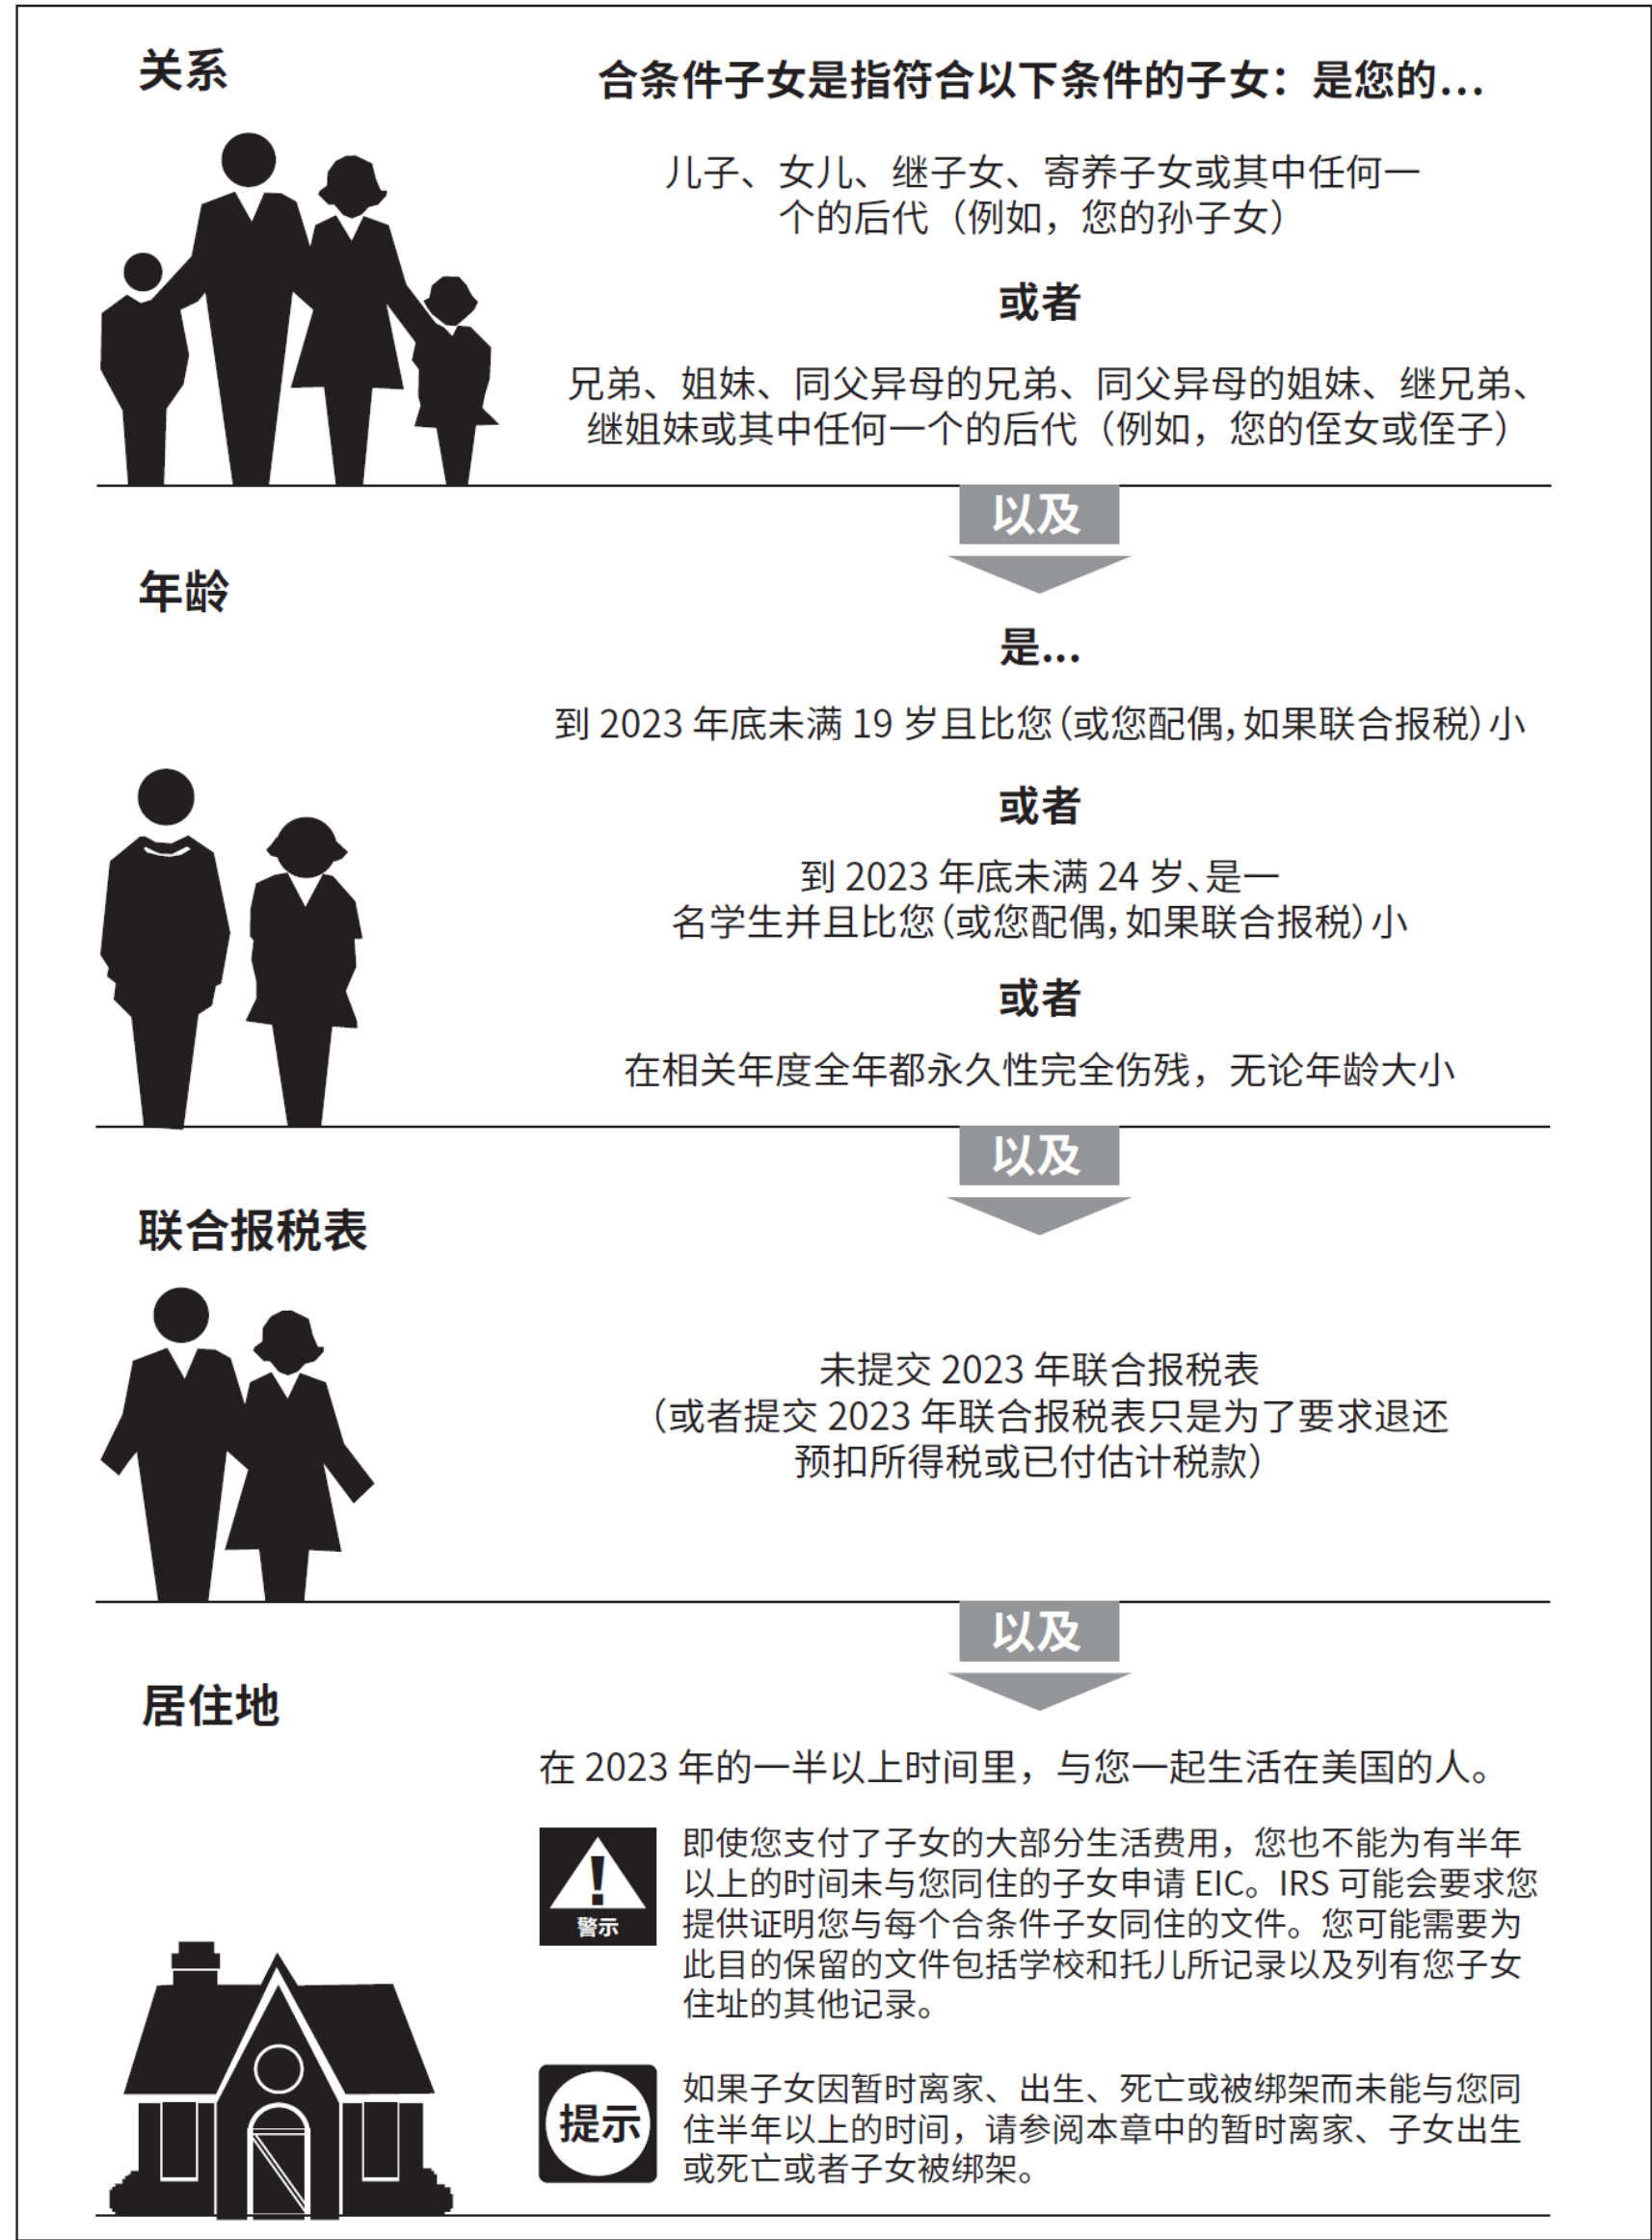 关系
合条件子女是指符合以下条件的子女：是您的…
儿子、女儿、继子女、寄养子女或其中任何一
个的后代（例如，您的孙子女）
或者
兄弟、姐妹、同父异母的兄弟、同父异母的姐妹、继兄弟、
继姐妹或其中任何一个的后代（例如，您的侄女或侄子）
以及
年龄
是...
到 2023 年底未满 19 岁且比您（或您配偶，如果联合报税）小
或者
到 2023 年底未满 24 岁、是一
名学生并且比您（或您配偶，如果联合报税）小
或者
在相关年度全年都永久性完全伤残，无论年龄大小
以及
联合报税表
未提交 2023 年联合报税表
（或者提交 2023 年联合报税表只是为了要求退还
预扣所得税或已付估计税款）
以及
居住地
在 2023 年的一半以上时间里，与您一起生活在美国的人。
!
警示
即使您支付了子女的大部分生活费用，您也不能为有半年
以上的时间未与您同住的子女申请 EIC。IRS 可能会要求您
提供证明您与每个合条件子女同住的文件。您可能需要为
此目的保留的文件包括学校和托儿所记录以及列有您子女
住址的其他记录。
提示
如果子女因暂时离家、出生、死亡或被绑架而未能与您同
住半年以上的时间，请参阅本章中的暂时离家、子女出生
或死亡或者子女被绑架。